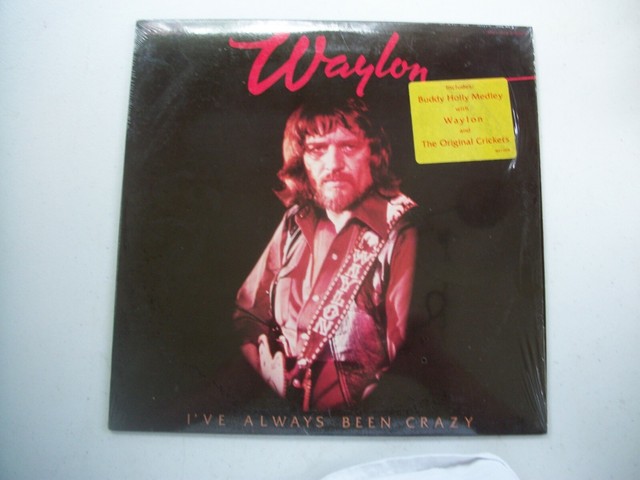 Waylon
Includes:
Buddy Holly Medley
with
Waylon
and
The Original Crickets
WAYLON
I'VE ALWAYS BEEN CRAZY